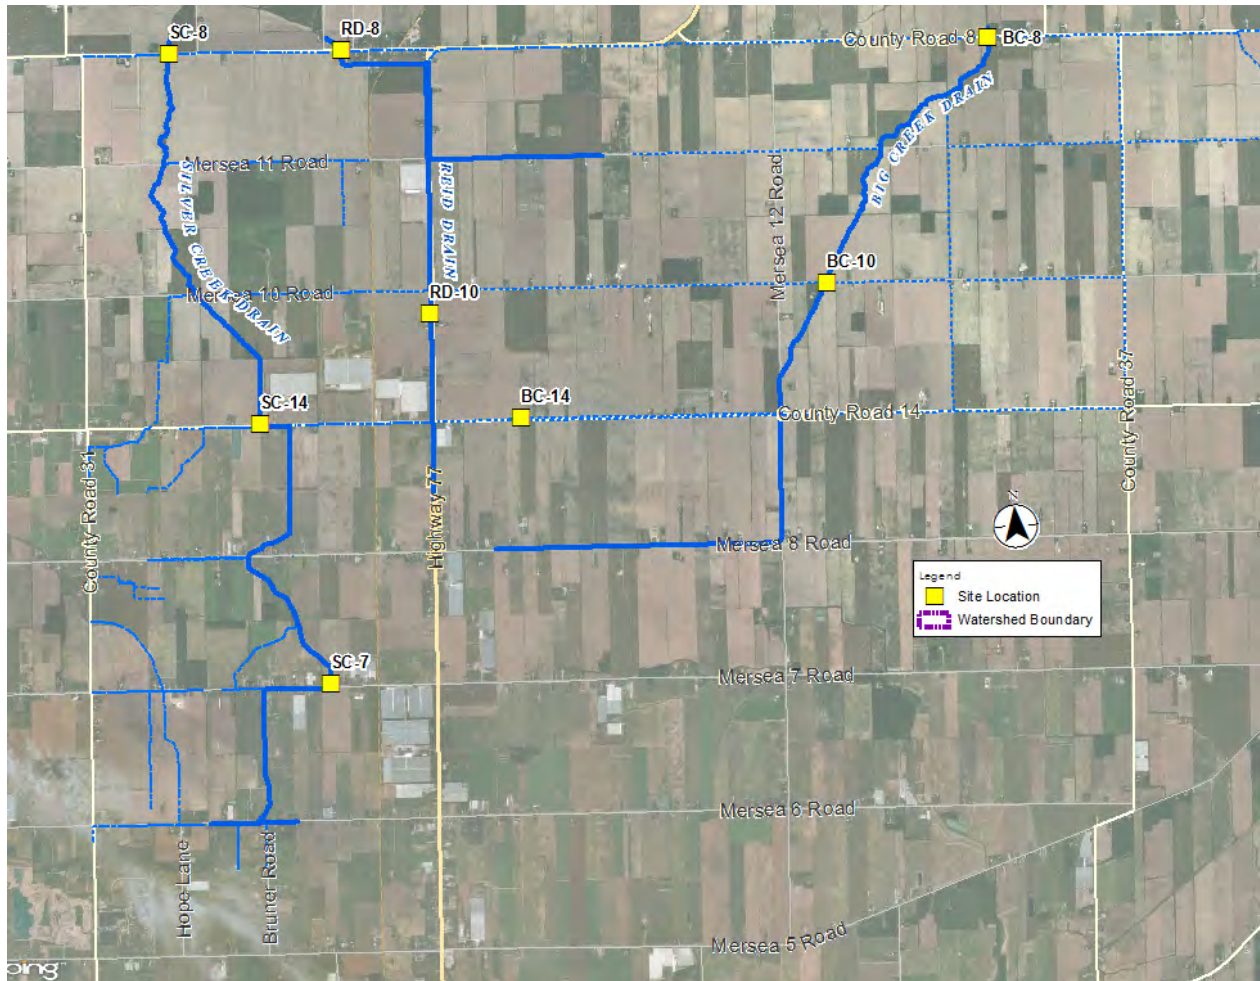 SC-8
RD-8
County Road 8
BC-8
BIG CREEK DRAIN
Mersea 11 Road
SILVER CREEK DRAIN
REID DRAIN
Mersea 12 Road
BC-10
Mersea 10 Road
RD-10
County Road 37
SC-14
BC-14
County Road 14
County Road 31
Highway 77
N
Mersea 8 Road
Legend
Site Location
Watershed Boundary
SC-7
Mersea 7 Road
Mersea 6 Road
Hope Lane
Bruner Road
Mersea 5 Road
bing